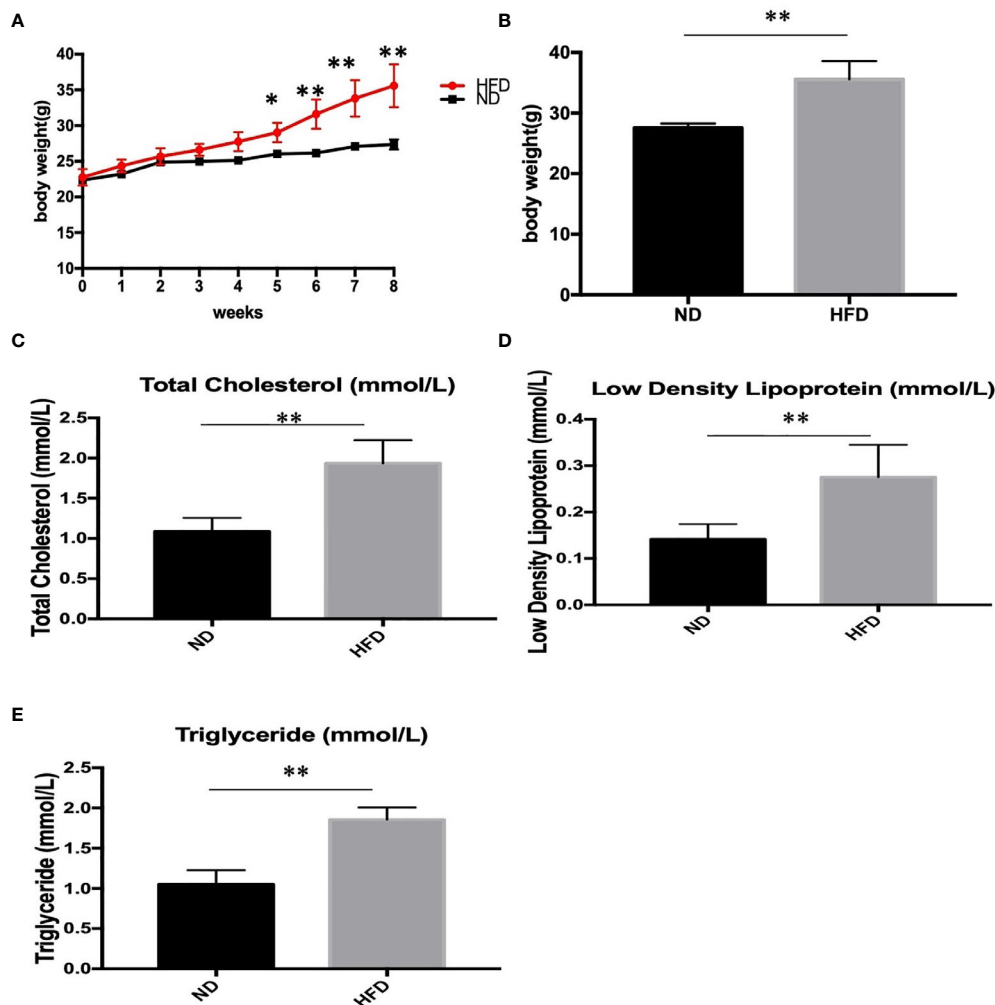 A
**
**
**
*
40
35
30
25
20
15
10
body weight(g)
0 1 2 3 4 5 6 7 8
weeks
HFD
ND
B
**
40
30
20
10
0
body weight(g)
ND HFD
C
Total Cholesterol (mmol/L)
**
2.5
2.0
1.5
1.0
0.5
0.0
Total Cholesterol (mmol/L)
ND HFD
D
Low Density Lipoprotein (mmol/L)
**
0.4
0.3
0.2
0.1
0.0
Low Density Lipoprotein (mmol/L)
ND HFD
E
Triglyceride (mmol/L)
**
2.5
2.0
1.5
1.0
0.5
0.0
Triglyceride (mmol/L)
ND HFD